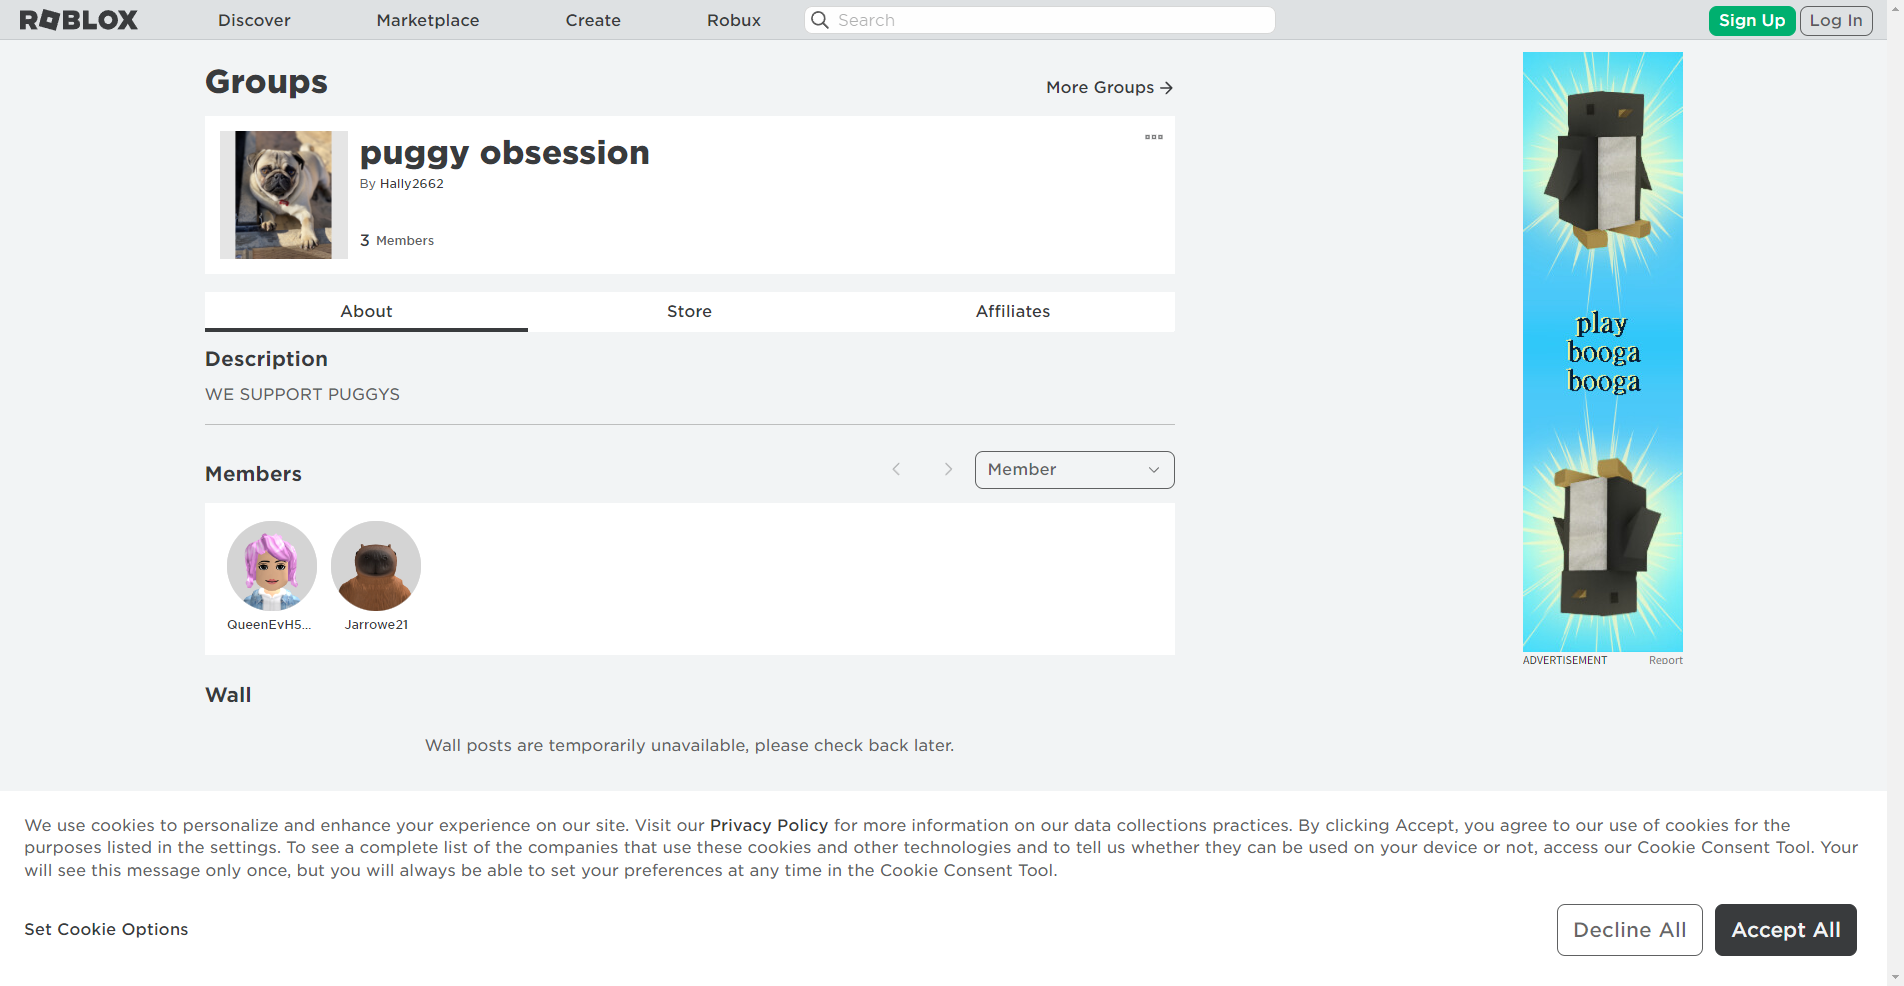 ROBLOX
Discover
Marketplace
Create
Robux
Search
Sign Up
Log In
Groups
More Groups
puggy obsession
By Hally2662
3 Members
About
Store
Affiliates
Description
WE SUPPORT PUGGYS
Members
Member
QueenEvH5...
Jarrowe21
Wall
Wall posts are temporarily unavailable, please check back later.
play
booga
booga
ADVERTISEMENT
Report
We use cookies to personalize and enhance your experience on our site. Visit our Privacy Policy for more information on our data collections practices. By clicking Accept, you agree to our use of cookies for the
purposes listed in the settings. To see a complete list of the companies that use these cookies and other technologies and to tell us whether they can be used on your device or not, access our Cookie Consent Tool. Your
will see this message only once, but you will always be able to set your preferences at any time in the Cookie Consent Tool.
Set Cookie Options
Decline All
Accept All